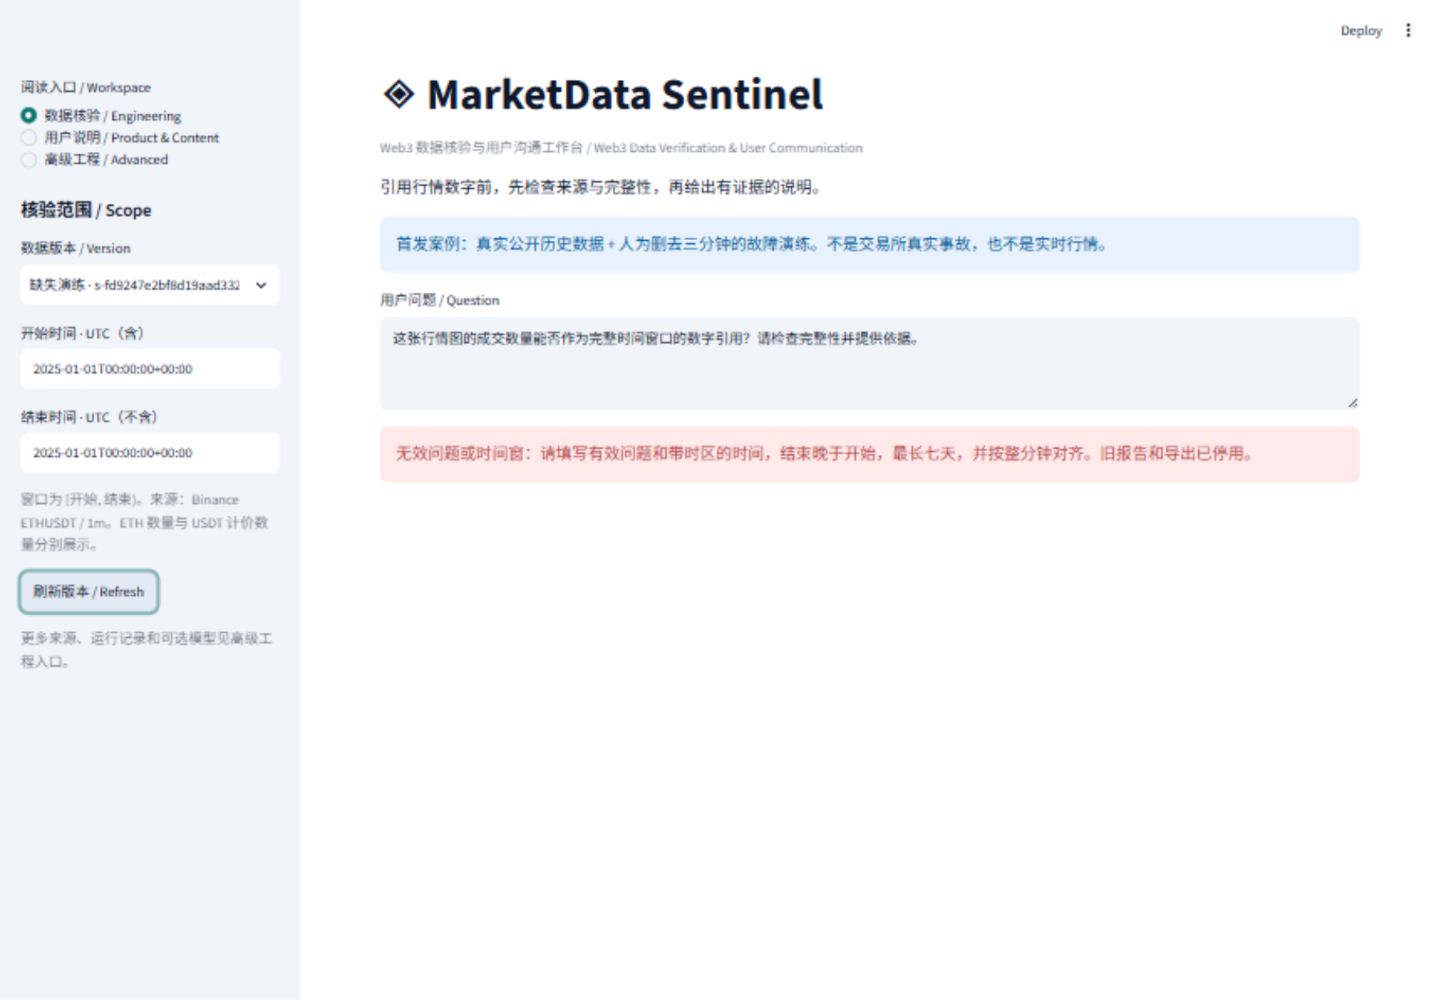 Deploy
阅读入口 / Workspace
数据核验 / Engineering
用户说明 / Product & Content
高级工程 / Advanced
核验范围 / Scope
数据版本 / Version
缺失演练 · s-fd9247e2bf8d19aad332
开始时间 · UTC（含）
2025-01-01T00:00:00+00:00
结束时间 · UTC（不含）
2025-01-01T00:00:00+00:00
窗口为 [开始, 结束)。来源：Binance
ETHUSDT / 1m。ETH 数量与 USDT 计价数
量分别展示。
刷新版本 / Refresh
更多来源、运行记录和可选模型见高级工
程入口。
MarketData Sentinel
Web3 数据核验与用户沟通工作台 / Web3 Data Verification & User Communication
引用行情数字前，先检查来源与完整性，再给出有证据的说明。
首发案例：真实公开历史数据 + 人为删去三分钟的故障演练。不是交易所真实事故，也不是实时行情。
用户问题 / Question
这张行情图的成交数量能否作为完整时间窗口的数字引用？请检查完整性并提供依据。
无效问题或时间窗：请填写有效问题和带时区的时间，结束晚于开始，最长七天，并按整分钟对齐。旧报告和导出已停用。